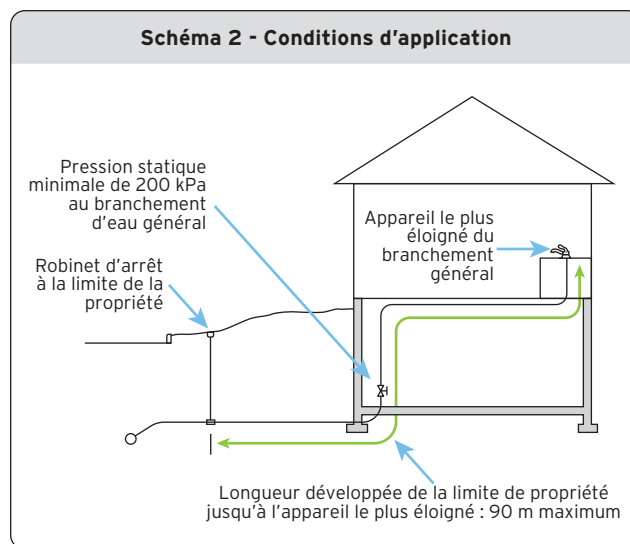 Schéma 2 - Conditions d'application
Pression statique
minimale de 200 kPa
au branchement
d'eau général
Appareil le plus
éloigné du
branchement
général
Robinet d'arrêt
à la limite de la
propriété
Longueur développée de la limite de propriété
jusqu'à l'appareil le plus éloigné : 90 m maximum